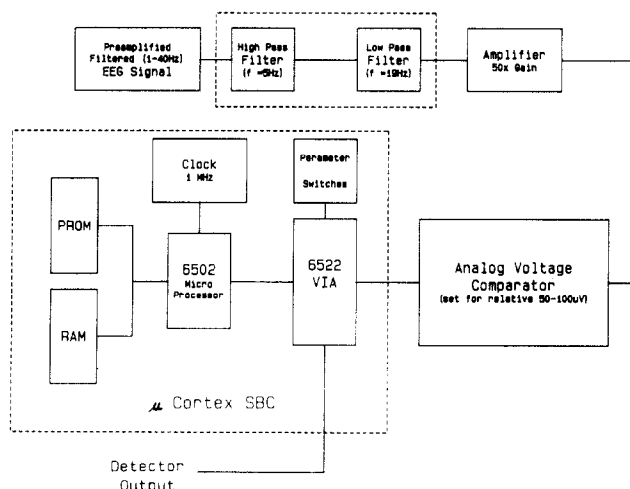 Preamplified
Filtered (1-40Hz)
EEG Signal
High Pass
Filter
(f =5Hz)
Low Pass
Filter
(f =19Hz)
Amplifier
50x Gain
Clock
1 MHz
Perameter
Switches
PROM
6502
Micro
Processor
6522
VIA
Analog Voltage
Comparator
(set for relative 50-100uV)
RAM
μ Cortex SBC
Detector
Output